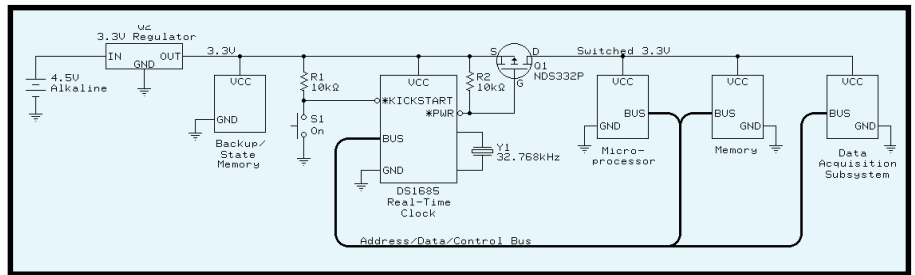 U2
3.3V Regulator
IN OUT
GND
3.3V
4.5V
Alkaline
VCC
GND
Backup/
State
Memory
R1
10kΩ
S1
On
VCC
*KICKSTART
*PWR
BUS
GND
DS1685
Real-Time
Clock
R2
10kΩ
Y1
32.768kHz
S D
G
Q1
NDS332P
Switched 3.3V
VCC
BUS
GND
Micro-
processor
VCC
BUS
GND
Memory
VCC
BUS
GND
Data
Acquisition
Subsystem
Address/Data/Control Bus